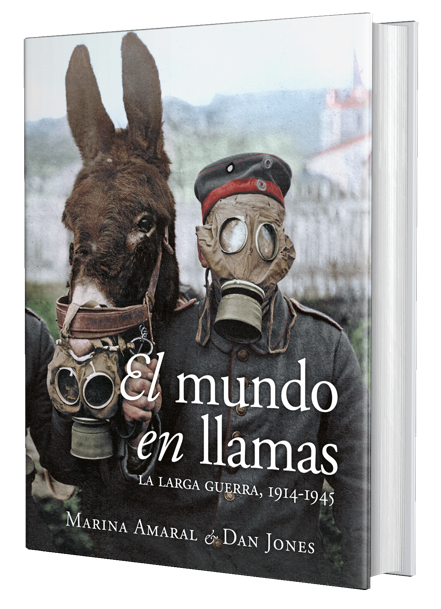 El mundo
en llamas
LA LARGA GUERRA, 1914-1945
MARINA AMARAL & DAN JONES